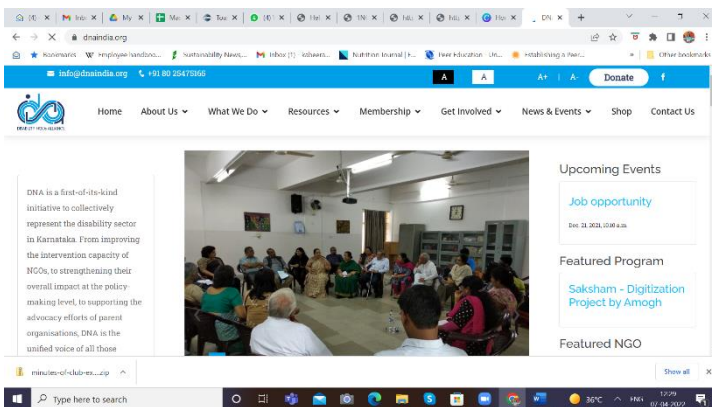 (4)
dnaindia.org
Bookmarks
Employee handboo...
Sustainability News,...
Nutrition Journal | F...
Peer Education - Un...
Establishing a Peer...
Other bookmarks
info@dnaindia.org
+91 80 25475165
A
A
A+ | A-
Donate
Home
About Us
What We Do
Resources
Membership
Get Involved
News & Events
Shop
Contact Us
DNA is a first-of-its-kind
initiative to collectively
represent the disability sector
in Karnataka. From improving
the intervention capacity of
NGOs, to strengthening their
overall impact at the policy-
making level, to supporting the
advocacy efforts of parent
organisations, DNA is the
unified voice of all those
Upcoming Events
Job opportunity
Dec. 21, 2021, 10:10 a.m.
Featured Program
Saksham - Digitization
Project by Amogh
Featured NGO
minutes-of-club-ex....zip
Show all
Type here to search
36°C
ENG
12:29
07-04-2022